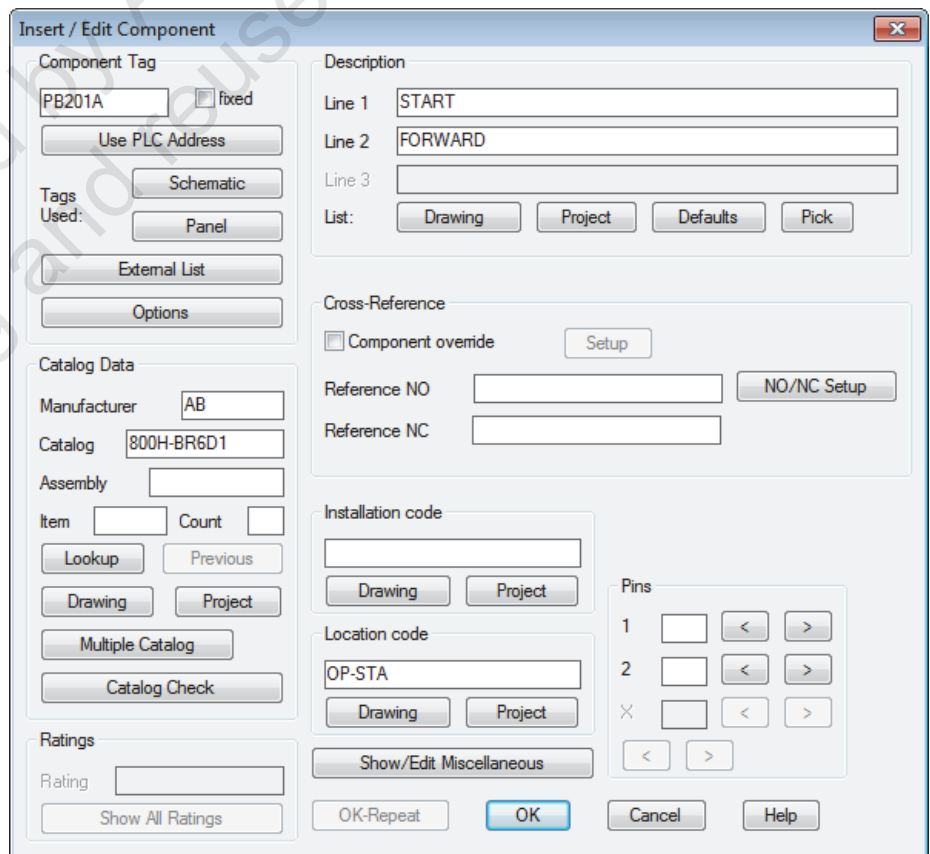 Insert / Edit Component
Component Tag
PB201A
fixed
Use PLC Address
Tags Used:
Schematic
Panel
External List
Options
Description
Line 1 START
Line 2 FORWARD
Line 3
List: Drawing Project Defaults Pick
Cross-Reference
Component override Setup
Reference NO NO/NC Setup
Reference NC
Catalog Data
Manufacturer AB
Catalog 800H-BR6D1
Assembly
Item Count
Lookup Previous
Drawing Project
Multiple Catalog
Catalog Check
Ratings
Rating
Show All Ratings
Installation code
Drawing Project
Location code
OP-STA
Drawing Project
Show/Edit Miscellaneous
Pins
1 < >
2 < >
X < >
< >
OK-Repeat OK Cancel Help
and reuse